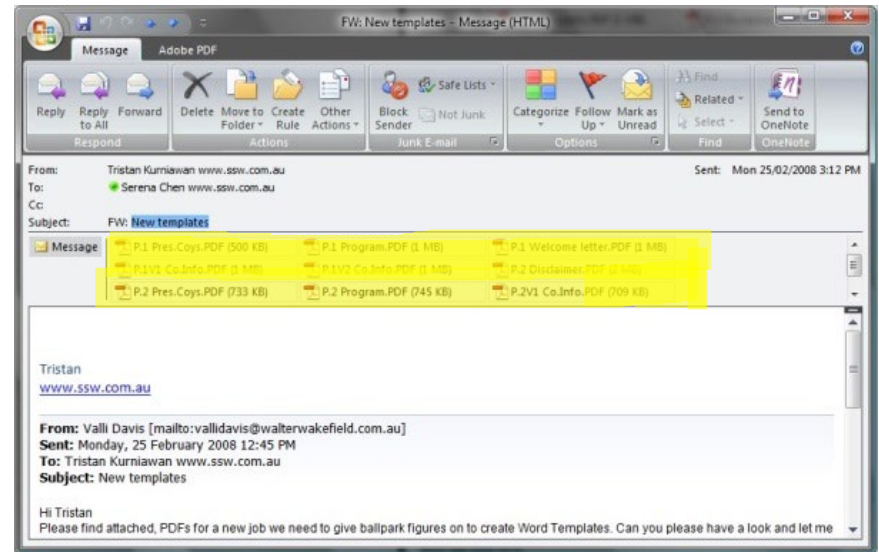 FW: New templates - Message (HTML)
Message Adobe PDF
Reply Reply to All Forward Delete Move to Folder Create Rule Other Actions Block Sender Safe Lists Not Junk Categorize Follow Up Mark as Unread Find Related Select Send to OneNote
Respond Actions Junk E-mail Options Find OneNote
From: Tristan Kurniawan www.ssw.com.au Sent: Mon 25/02/2008 3:12 PM
To: Serena Chen www.ssw.com.au
Cc:
Subject: FW: New templates
Message P.1 Pres.Coys.PDF (500 KB) P.1 Program.PDF (1 MB) P.1 Welcome letter.PDF (1 MB)
P.1V1 Co.Info.PDF (1 MB) P.1V2 Co.Info.PDF (1 MB) P.2 Disclaimer.PDF (2 MB)
P.2 Pres.Coys.PDF (733 KB) P.2 Program.PDF (745 KB) P.2V1 Co.Info.PDF (709 KB)
Tristan
www.ssw.com.au
From: Valli Davis [mailto:vallidavis@walterwakefield.com.au]
Sent: Monday, 25 February 2008 12:45 PM
To: Tristan Kurniawan www.ssw.com.au
Subject: New templates
Hi Tristan
Please find attached, PDFs for a new job we need to give ballpark figures on to create Word Templates. Can you please have a look and let me